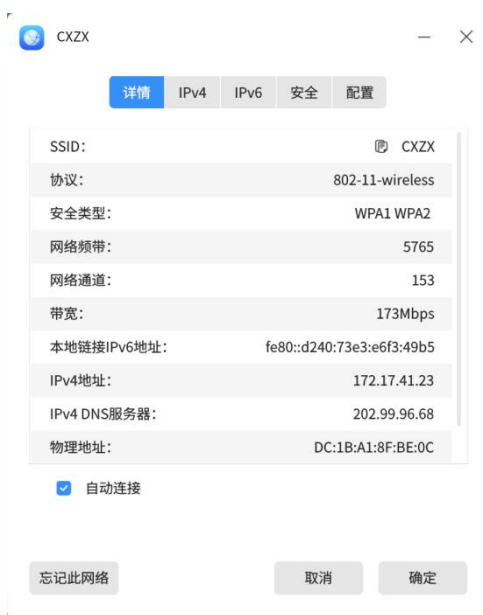 CXZX
详情 IPv4 IPv6 安全 配置
SSID: CXZX
协议: 802-11-wireless
安全类型: WPA1 WPA2
网络频带: 5765
网络通道: 153
带宽: 173Mbps
本地链接IPv6地址: fe80::d240:73e3:e6f3:49b5
IPv4地址: 172.17.41.23
IPv4 DNS服务器: 202.99.96.68
物理地址: DC:1B:A1:8F:BE:0C
自动连接
忘记此网络 取消 确定